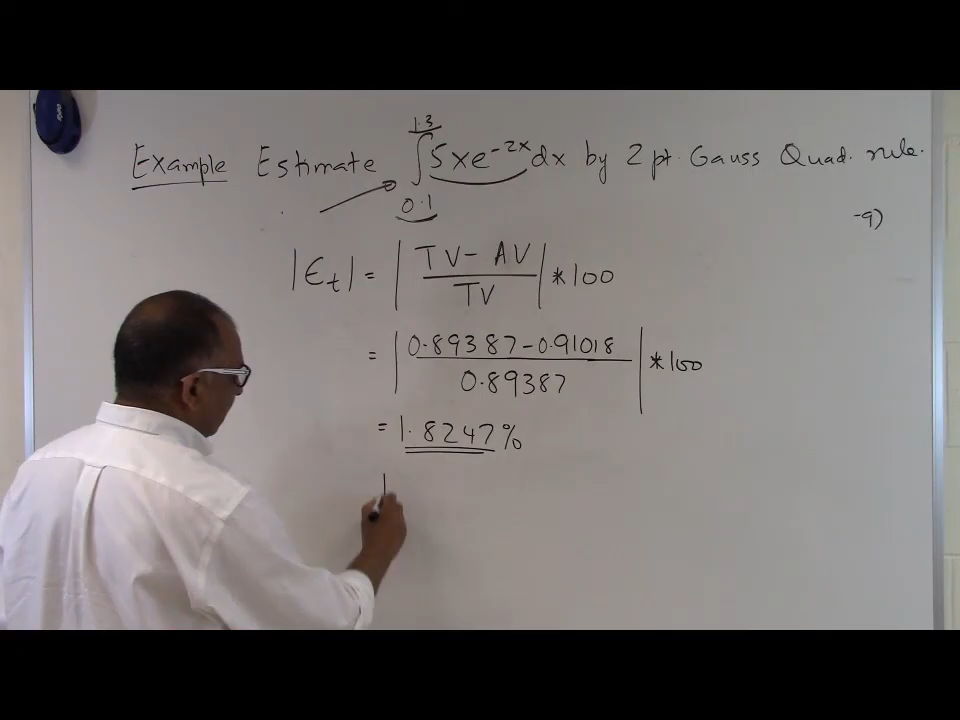 Example Estimate ∫ 1.3 0.1 5xe^-2x dx by 2 pt. Gauss Quad. rule.
-9)
|Єt| = | TV - AV / TV | * 100
= | 0.89387 - 0.91018 / 0.89387 | * 100
= 1.8247 %